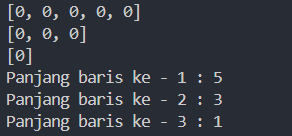 [0, 0, 0, 0, 0]
[0, 0, 0]
[0]
Panjang baris ke - 1 : 5
Panjang baris ke - 2 : 3
Panjang baris ke - 3 : 1